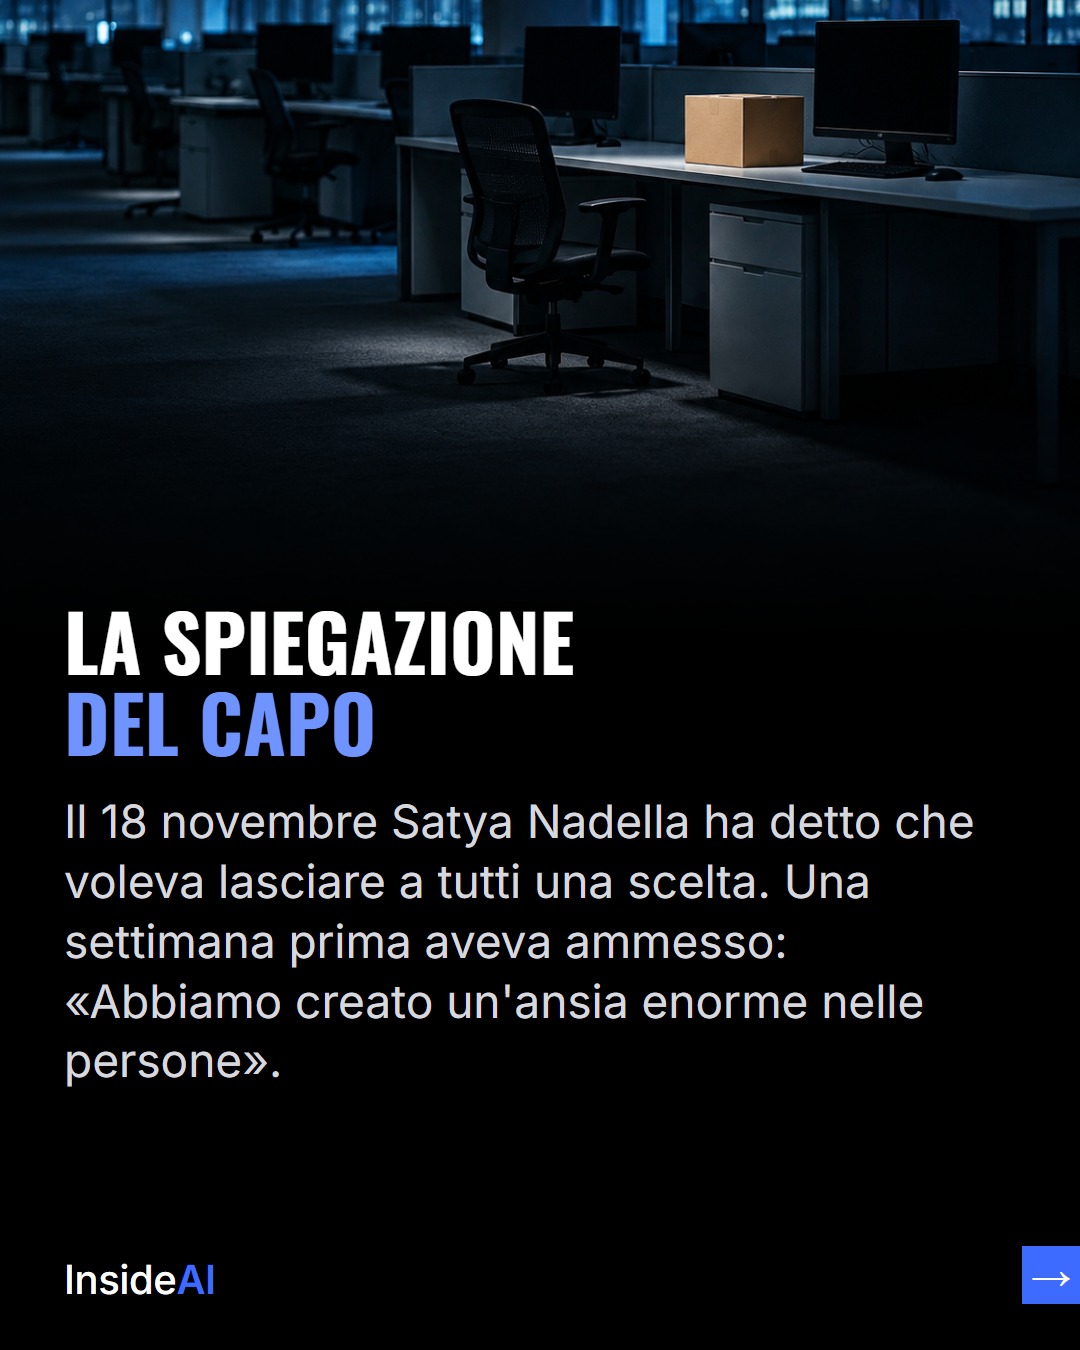 LA SPIEGAZIONE
DEL CAPO
Il 18 novembre Satya Nadella ha detto che
voleva lasciare a tutti una scelta. Una
settimana prima aveva ammesso:
«Abbiamo creato un'ansia enorme nelle
persone».
InsideAI
→